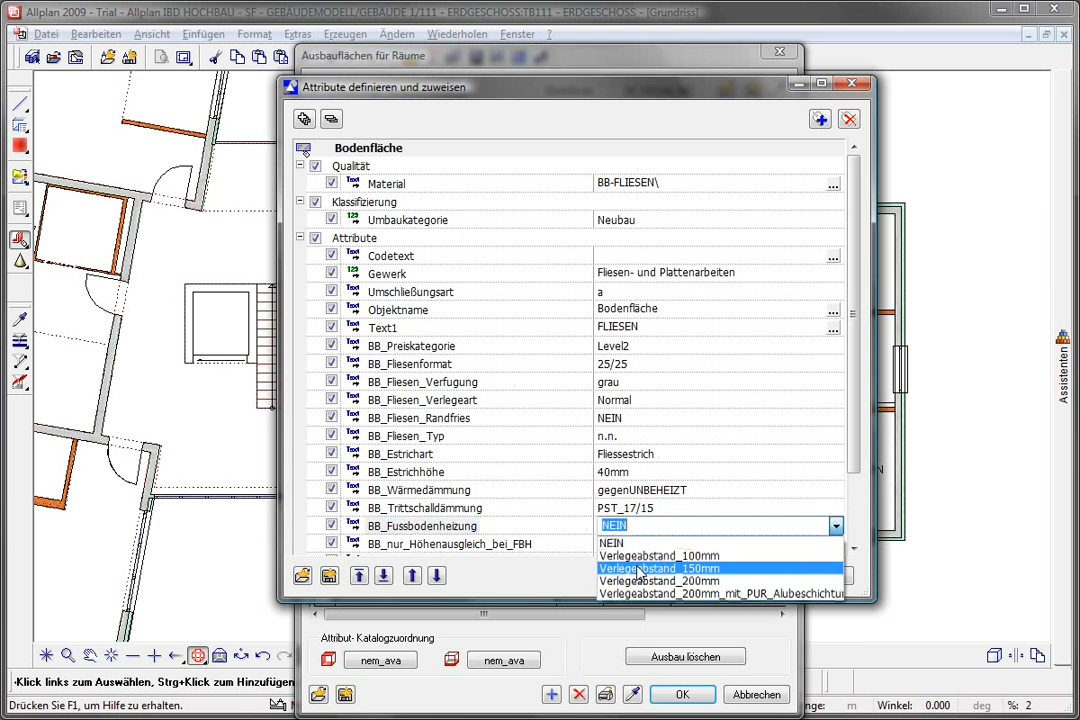 Allplan 2009 - Trial - Allplan IBD HOCHBAU - SF - GEBÄUDEMODELL/GEBÄUDE 1/111 - ERDGESCHOSS:TB111 - ERDGESCHOSS - [Grundriss]
Datei Bearbeiten Ansicht Einfügen Format Extras Erzeugen Ändern Wiederholen Fenster ?
Ausbauflächen für Räume
Attribute definieren und zuweisen
Bodenfläche
Qualität
Material BB-FLIESEN\ ...
Klassifizierung
Umbaukategorie Neubau
Attribute
Codetext ...
Gewerk Fliesen- und Plattenarbeiten
Umschließungsart a
Objektname Bodenfläche ...
Text1 FLIESEN ...
BB_Preiskategorie Level2
BB_Fliesenformat 25/25
BB_Fliesen_Verfugung grau
BB_Fliesen_Verlegeart Normal
BB_Fliesen_Randfries NEIN
BB_Fliesen_Typ n.n.
BB_Estrichart Fliessestrich
BB_Estrichhöhe 40mm
BB_Wärmedämmung gegenUNBEHEIZT
BB_Trittschalldämmung PST_17/15
BB_Fussbodenheizung NEIN
BB_nur_Höhenausgleich_bei_FBH NEIN
Verlegeabstand_100mm
Verlegeabstand_150mm
Verlegeabstand_200mm
Verlegeabstand_200mm_mit_PUR_Alubeschichtu
Attribut- Katalogzuordnung
nem_ava nem_ava Ausbau löschen
OK Abbrechen
Assistenten
Klick links zum Auswählen, Strg+Klick zum Hinzufügen
Drücken Sie F1, um Hilfe zu erhalten. nge: m Winkel: 0.000 deg %: 2